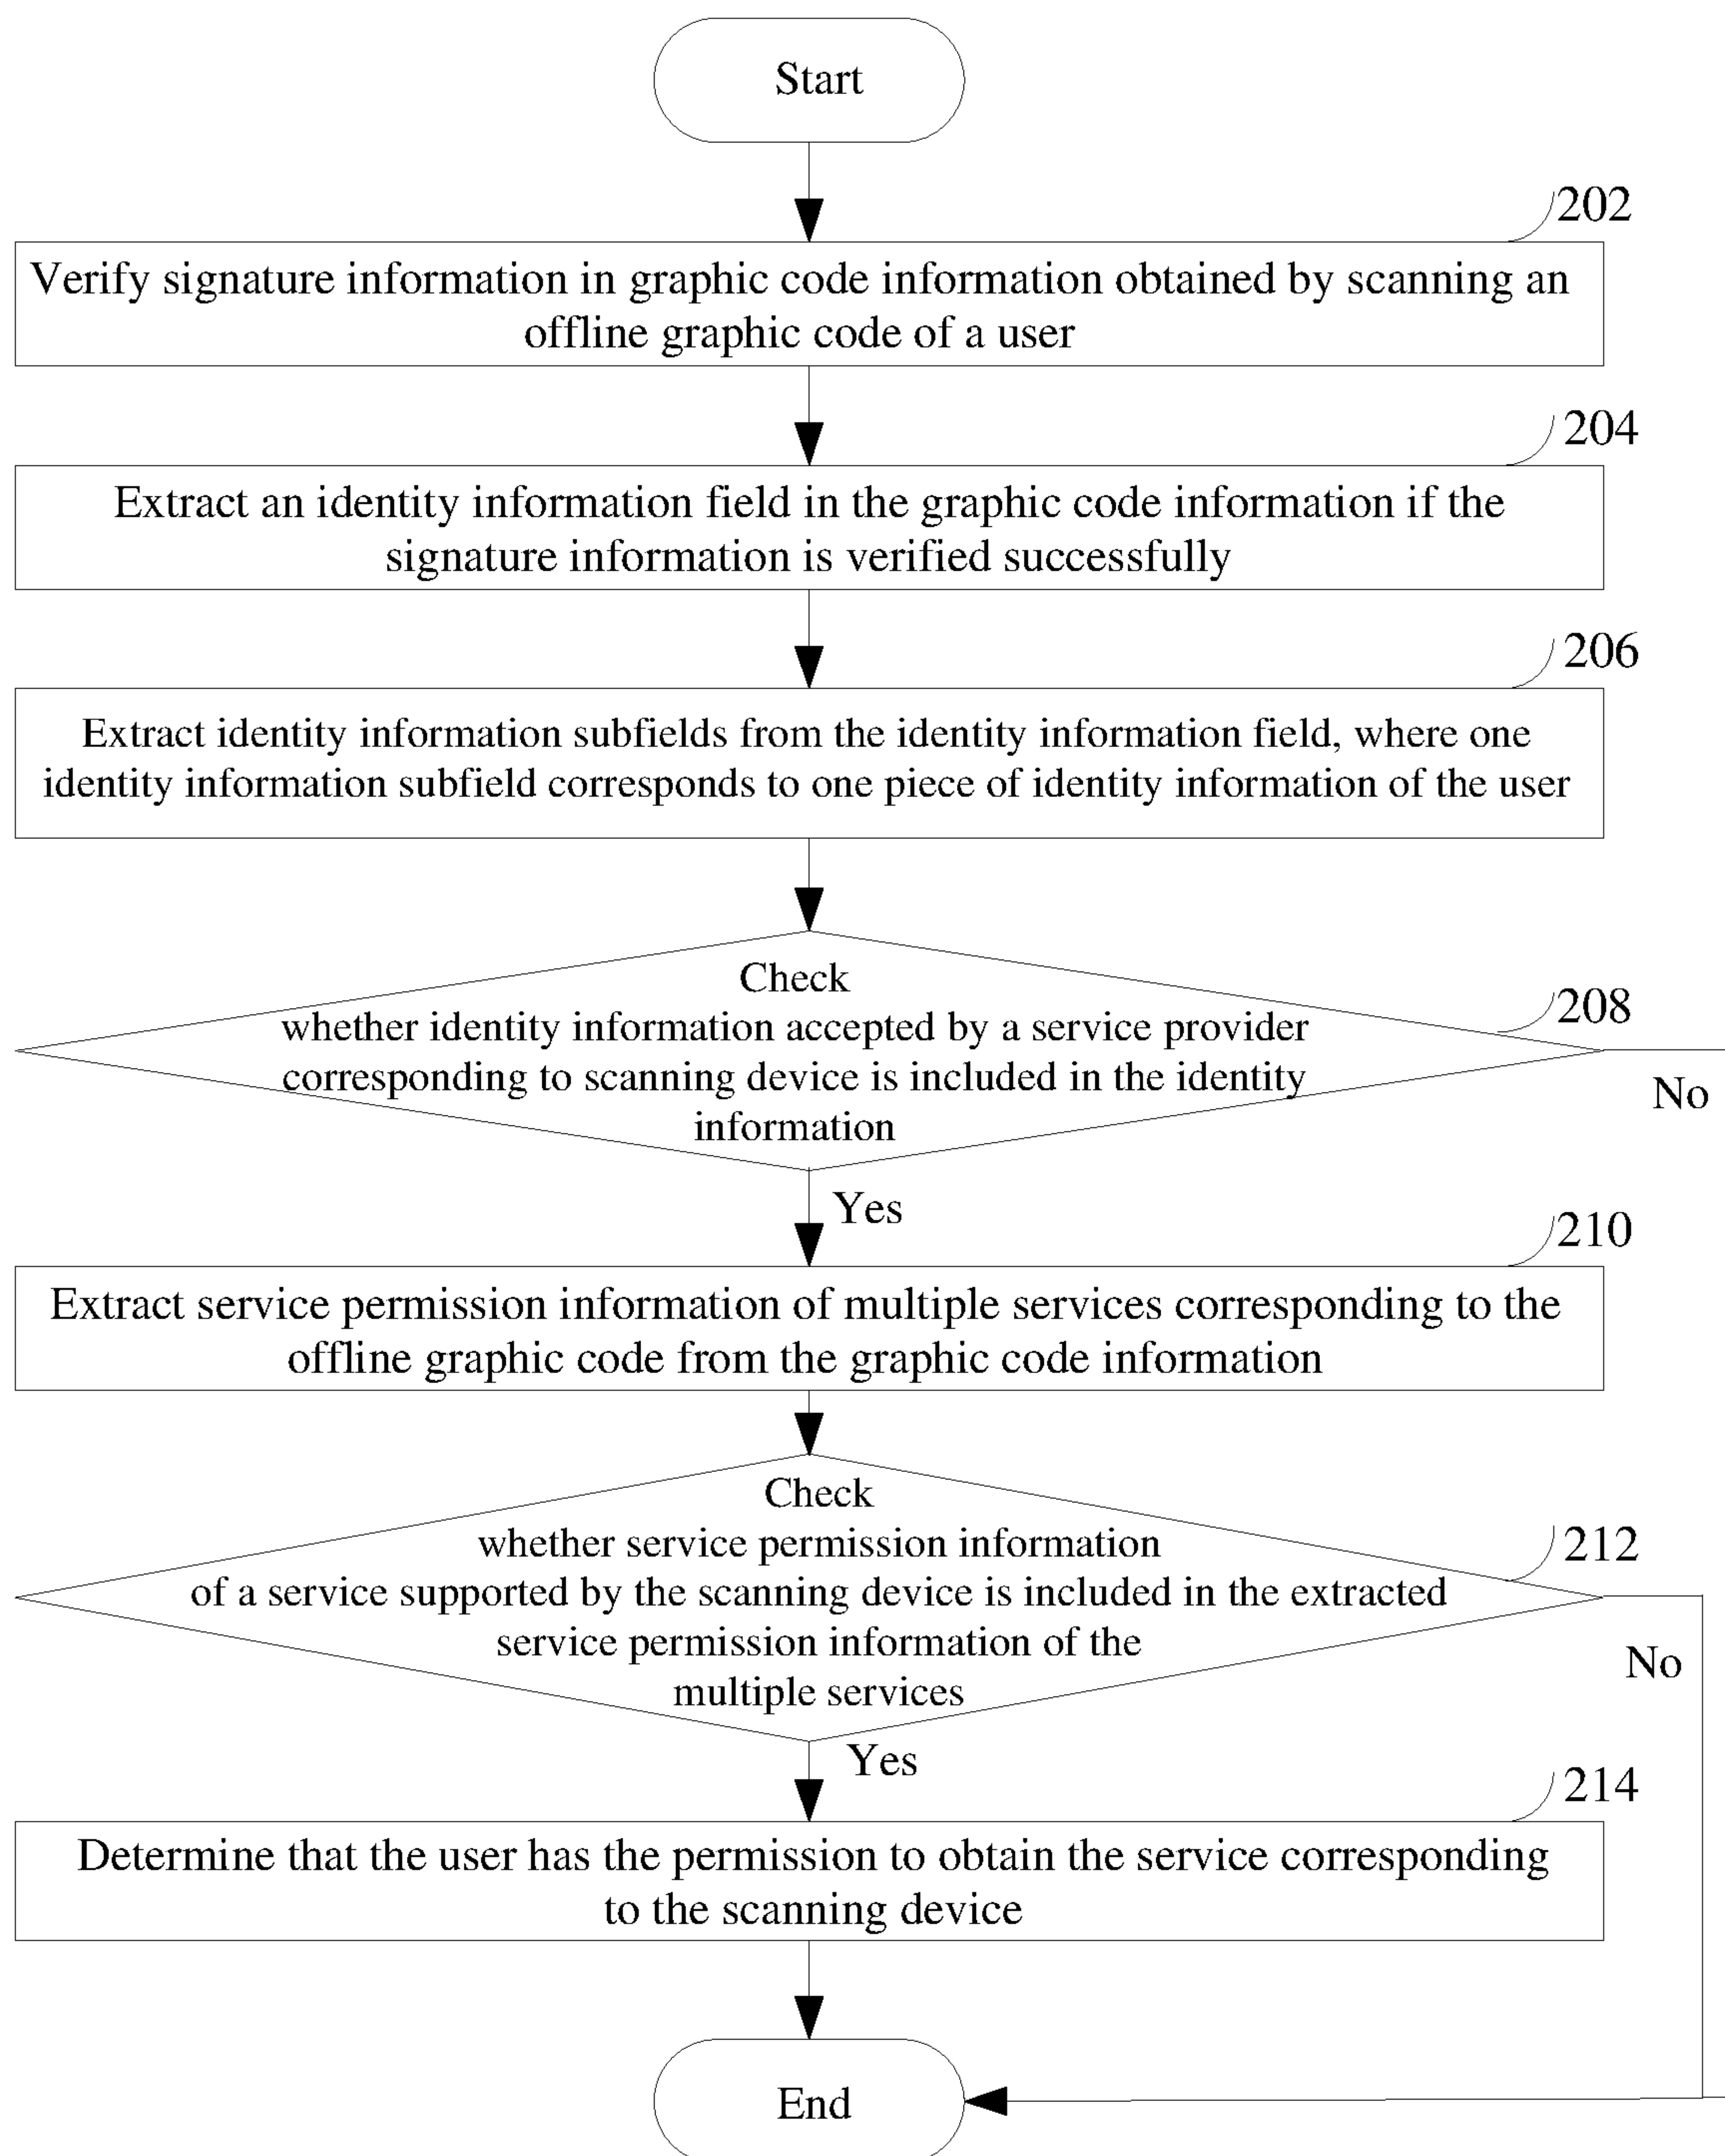 Start
202
Verify signature information in graphic code information obtained by scanning an
offline graphic code of a user
204
Extract an identity information field in the graphic code information if the
signature information is verified successfully
206
Extract identity information subfields from the identity information field, where one
identity information subfield corresponds to one piece of identity information of the user
Check
208
whether identity information accepted by a service provider
corresponding to scanning device is included in the identity
information
No
Yes
210
Extract service permission information of multiple services corresponding to the
offline graphic code from the graphic code information
Check
212
whether service permission information
of a service supported by the scanning device is included in the extracted
service permission information of the
multiple services
No
Yes
214
Determine that the user has the permission to obtain the service corresponding
to the scanning device
End